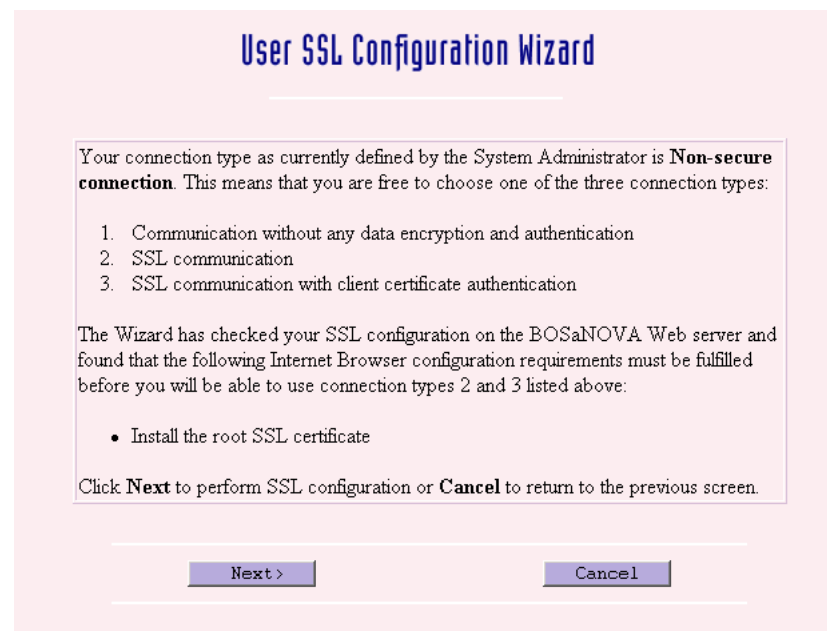 User SSL Configuration Wizard
Your connection type as currently defined by the System Administrator is Non-secure
connection. This means that you are free to choose one of the three connection types:
1. Communication without any data encryption and authentication
2. SSL communication
3. SSL communication with client certificate authentication
The Wizard has checked your SSL configuration on the BOSaNOVA Web server and
found that the following Internet Browser configuration requirements must be fulfilled
before you will be able to use connection types 2 and 3 listed above:
• Install the root SSL certificate
Click Next to perform SSL configuration or Cancel to return to the previous screen.
Next>
Cancel